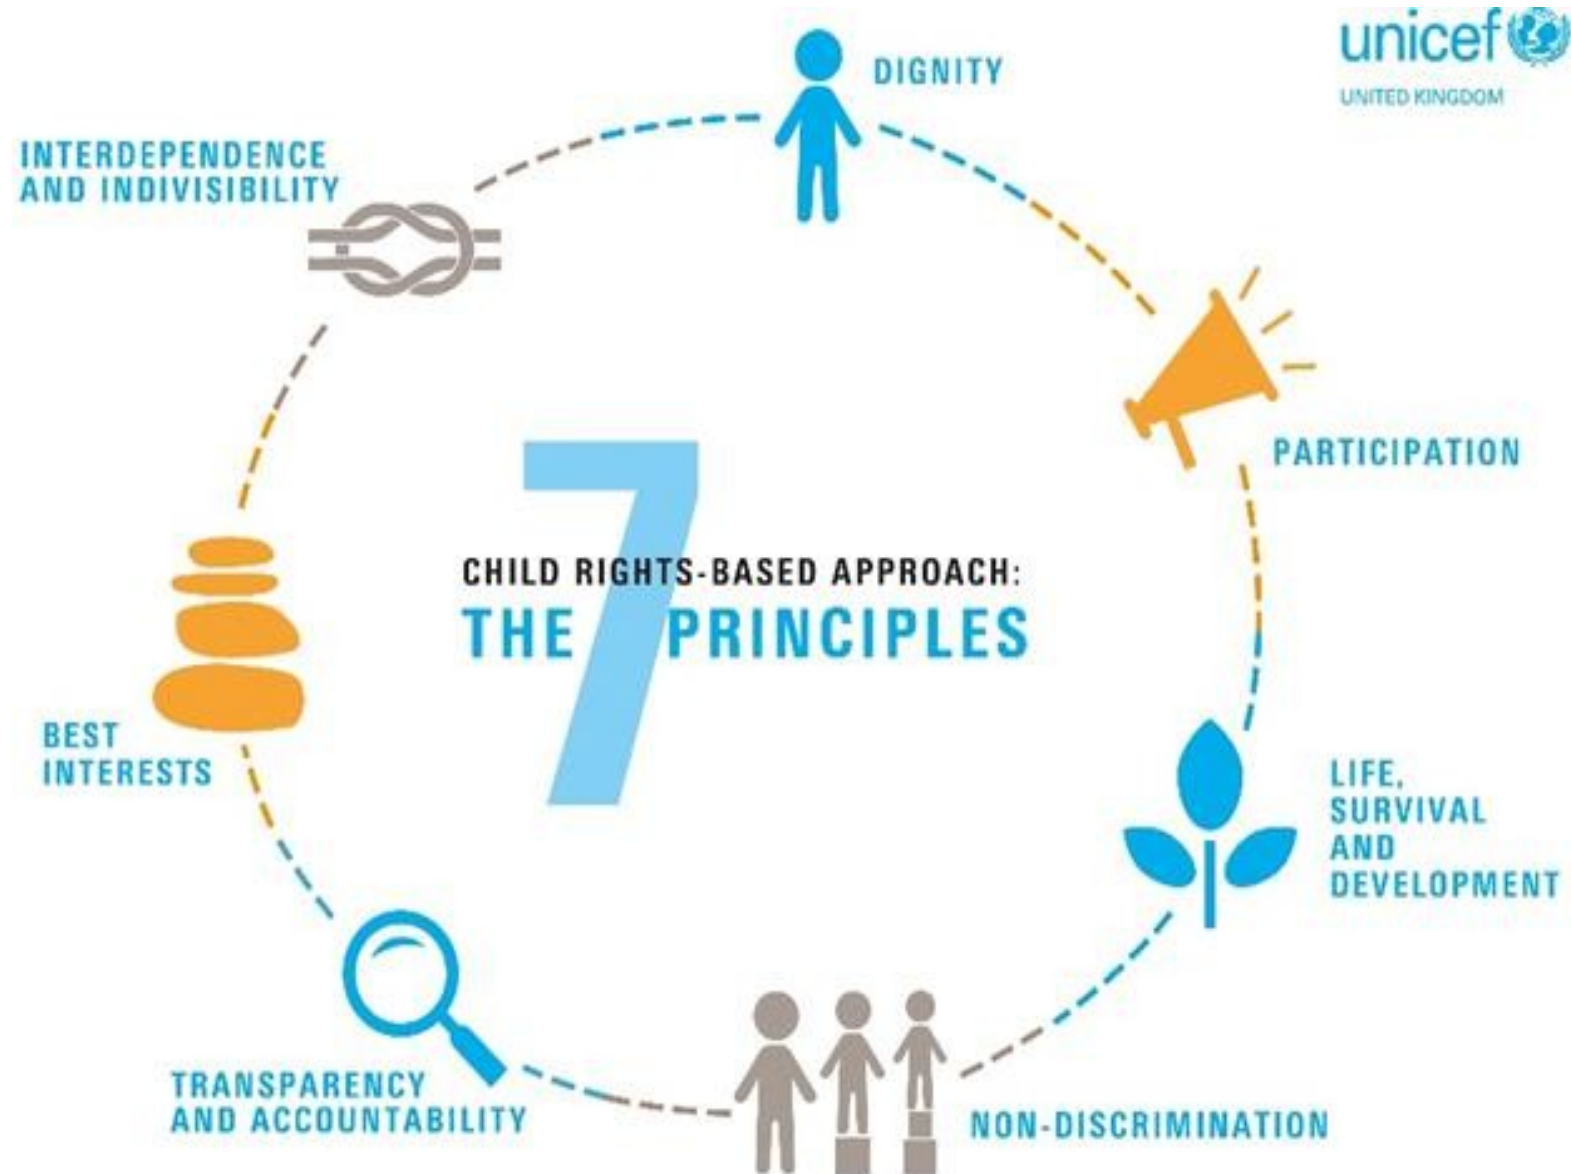 unicef
UNITED KINGDOM
DIGNITY
INTERDEPENDENCE
AND INDIVISIBILITY
PARTICIPATION
7
CHILD RIGHTS-BASED APPROACH:
THE PRINCIPLES
BEST
INTERESTS
LIFE,
SURVIVAL
AND
DEVELOPMENT
TRANSPARENCY
AND ACCOUNTABILITY
NON-DISCRIMINATION